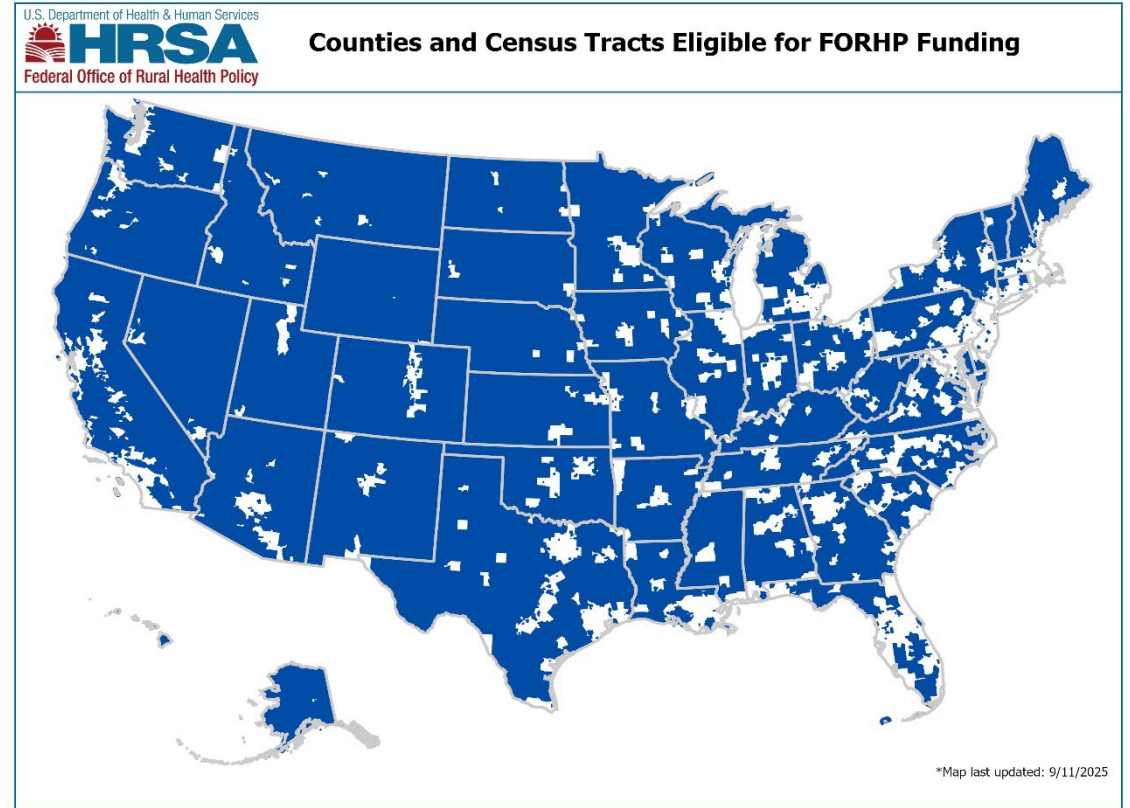 U.S. Department of Health & Human Services
HRSA
Federal Office of Rural Health Policy
Counties and Census Tracts Eligible for FORHP Funding
*Map last updated: 9/11/2025